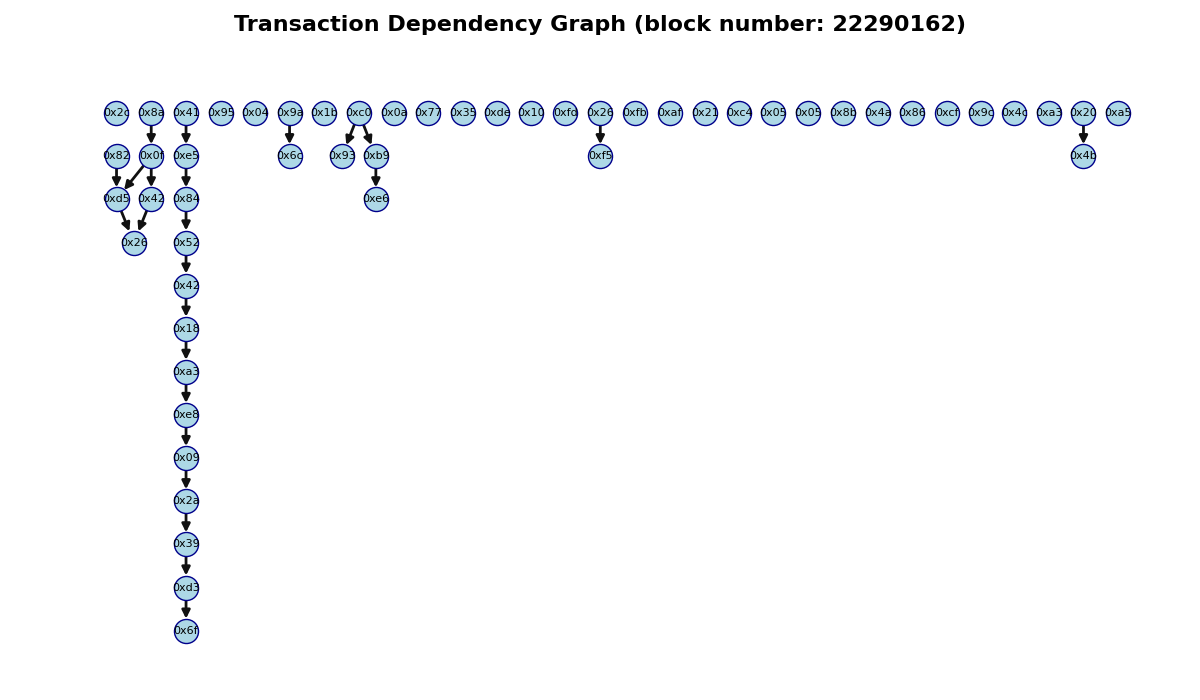 Transaction Dependency Graph (block number: 22290162)
0x2c 0x8a 0x41 0x95 0x04 0x9a 0x1b 0xc0 0x0a 0x77 0x35 0xde 0x10 0xfd 0x26 0xfb 0xaf 0x21 0xc4 0x05 0x05 0x8b 0x4a 0x86 0xcf 0x9c 0x4c 0xa3 0x20 0xa5
0x82 0x0f 0xe5 0x6c 0x93 0xb9 0xf5 0x4b
0xd5 0x42 0x84 0xe6
0x26 0x52
0x42
0x18
0xa3
0xe8
0x09
0x2a
0x39
0xd3
0x6f